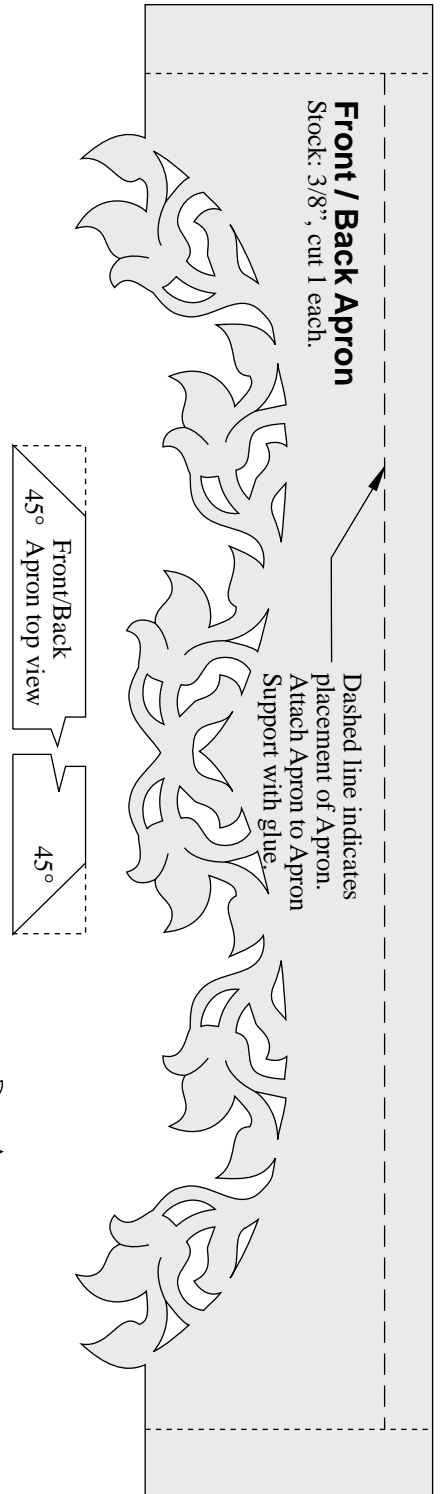 Front / Back Apron
Stock: 3/8”, cut 1 each.
Dashed line indicates
placement of Apron.
Attach Apron to Apron
Support with glue.
Front/Back
45° Apron top view
45°